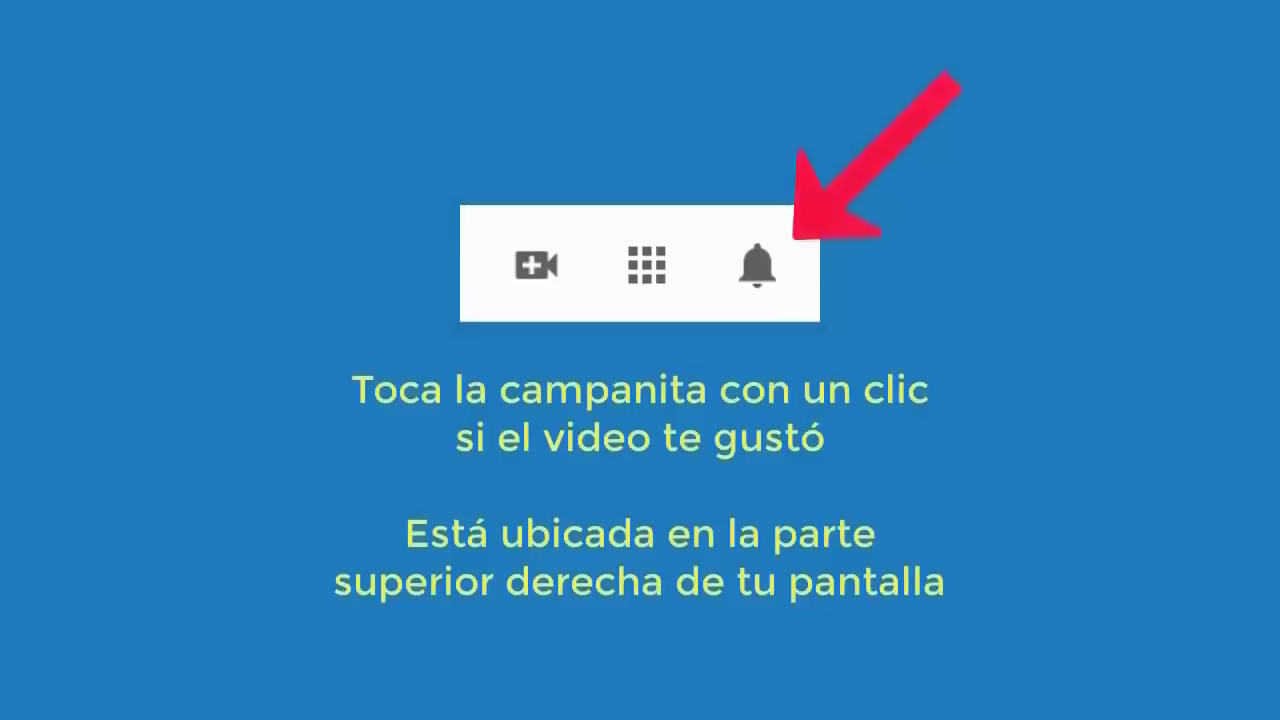 Toca la campanita con un clic
si el video te gustó
Está ubicada en la parte
superior derecha de tu pantalla